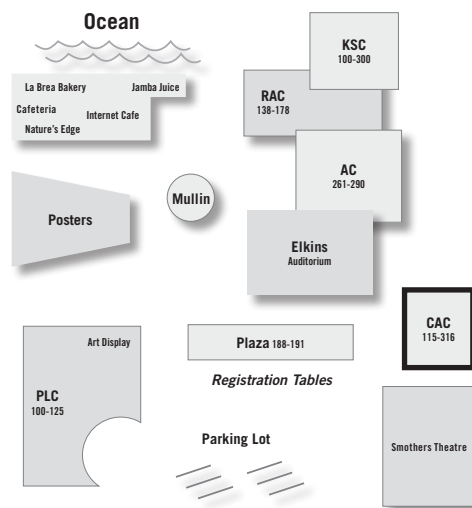 Ocean
KSC
100-300
La Brea Bakery
Jamba Juice
RAC
138-178
Cafeteria
Internet Cafe
Nature's Edge
AC
261-290
Mullin
Posters
Elkins
Auditorium
CAC
115-316
Plaza 188-191
Art Display
Registration Tables
PLC
100-125
Parking Lot
Smothers Theatre